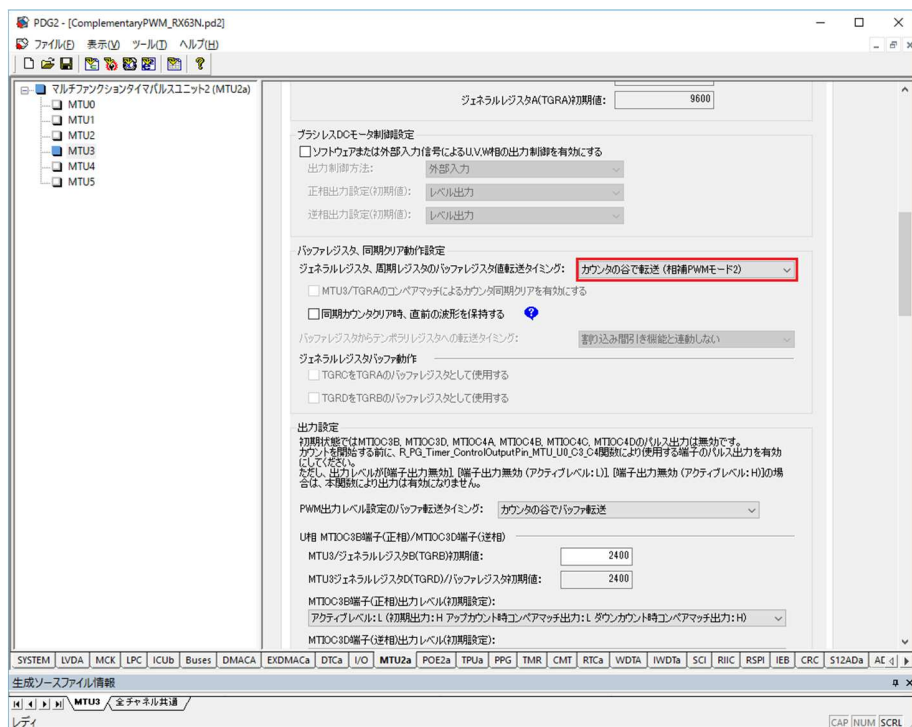 PDG2 - [ComplementaryPWM_RX63N.pd2]
ファイル(F) 表示(V) ツール(T) ヘルプ(H)
マルチファンクションタイマパルスユニット2 (MTU2a)
MTU0
MTU1
MTU2
MTU3
MTU4
MTU5
ジェネラルレジスタA(TGRA)初期値: 9600
ブラシレスDCモータ制御設定
ソフトウェアまたは外部入力信号によるU,V,W相の出力制御を有効にする
出力制御方法: 外部入力
正相出力設定(初期値): レベル出力
逆相出力設定(初期値): レベル出力
バッファレジスタ、同期クリア動作設定
ジェネラルレジスタ、周期レジスタのバッファレジスタ値転送タイミング: カウンタの谷で転送 (相補PWMモード2)
MTU3/TGRAのコンペアマッチによるカウンタ同期クリアを有効にする
同期カウンタクリア時、直前の波形を保持する
バッファレジスタからテンポラリレジスタへの転送タイミング: 割り込み間引き機能と連動しない
ジェネラルレジスタバッファ動作
TGRCをTGRAのバッファレジスタとして使用する
TGRDをTGRBのバッファレジスタとして使用する
出力設定
初期状態ではMTIOC3B, MTIOC3D, MTIOC4A, MTIOC4B, MTIOC4C, MTIOC4Dのパルス出力は無効です。
カウントを開始する前に、R_PG_Timer_ControlOutputPin_MTU_U0_C3_C4関数により使用する端子のパルス出力を有効
にしてください。
ただし、出力レベルが[端子出力無効]、[端子出力無効 (アクティブレベル:L)]、[端子出力無効 (アクティブレベル:H)]の場
合は、本関数により出力は有効になりません。
PWM出力レベル設定のバッファ転送タイミング: カウンタの谷でバッファ転送
U相 MTIOC3B端子(正相)/MTIOC3D端子(逆相)
MTU3/ジェネラルレジスタB(TGRB)初期値: 2400
MTU3ジェネラルレジスタD(TGRD)/バッファレジスタ初期値: 2400
MTIOC3B端子(正相)出力レベル(初期設定):
アクティブレベル:L (初期出力:H アップカウント時コンペアマッチ出力:L ダウンカウント時コンペアマッチ出力:H)
MTIOC3D端子(逆相)出力レベル(初期設定):
SYSTEM LVDA MCK LPC ICUb Buses DMACA EXDMACa DTCa I/O MTU2a POE2a TPUa PPG TMR CMT RTCa WDTA IWDTa SCI RIIC RSPI IEB CRC S12ADa
生成ソースファイル情報
MTU3 全チャネル共通
レディ
CAP NUM SCRL